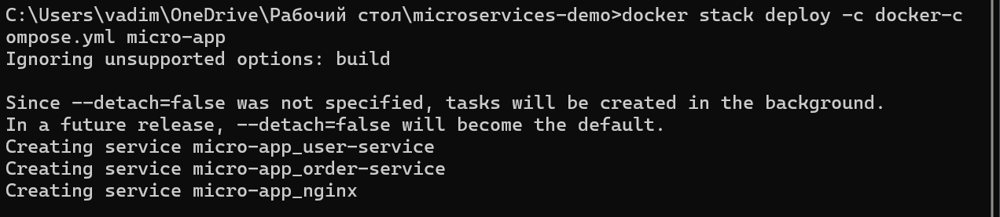 C:\Users\vadim\OneDrive\Рабочий стол\microservices-demo>docker stack deploy -c docker-c
ompose.yml micro-app
Ignoring unsupported options: build
Since --detach=false was not specified, tasks will be created in the background.
In a future release, --detach=false will become the default.
Creating service micro-app_user-service
Creating service micro-app_order-service
Creating service micro-app_nginx